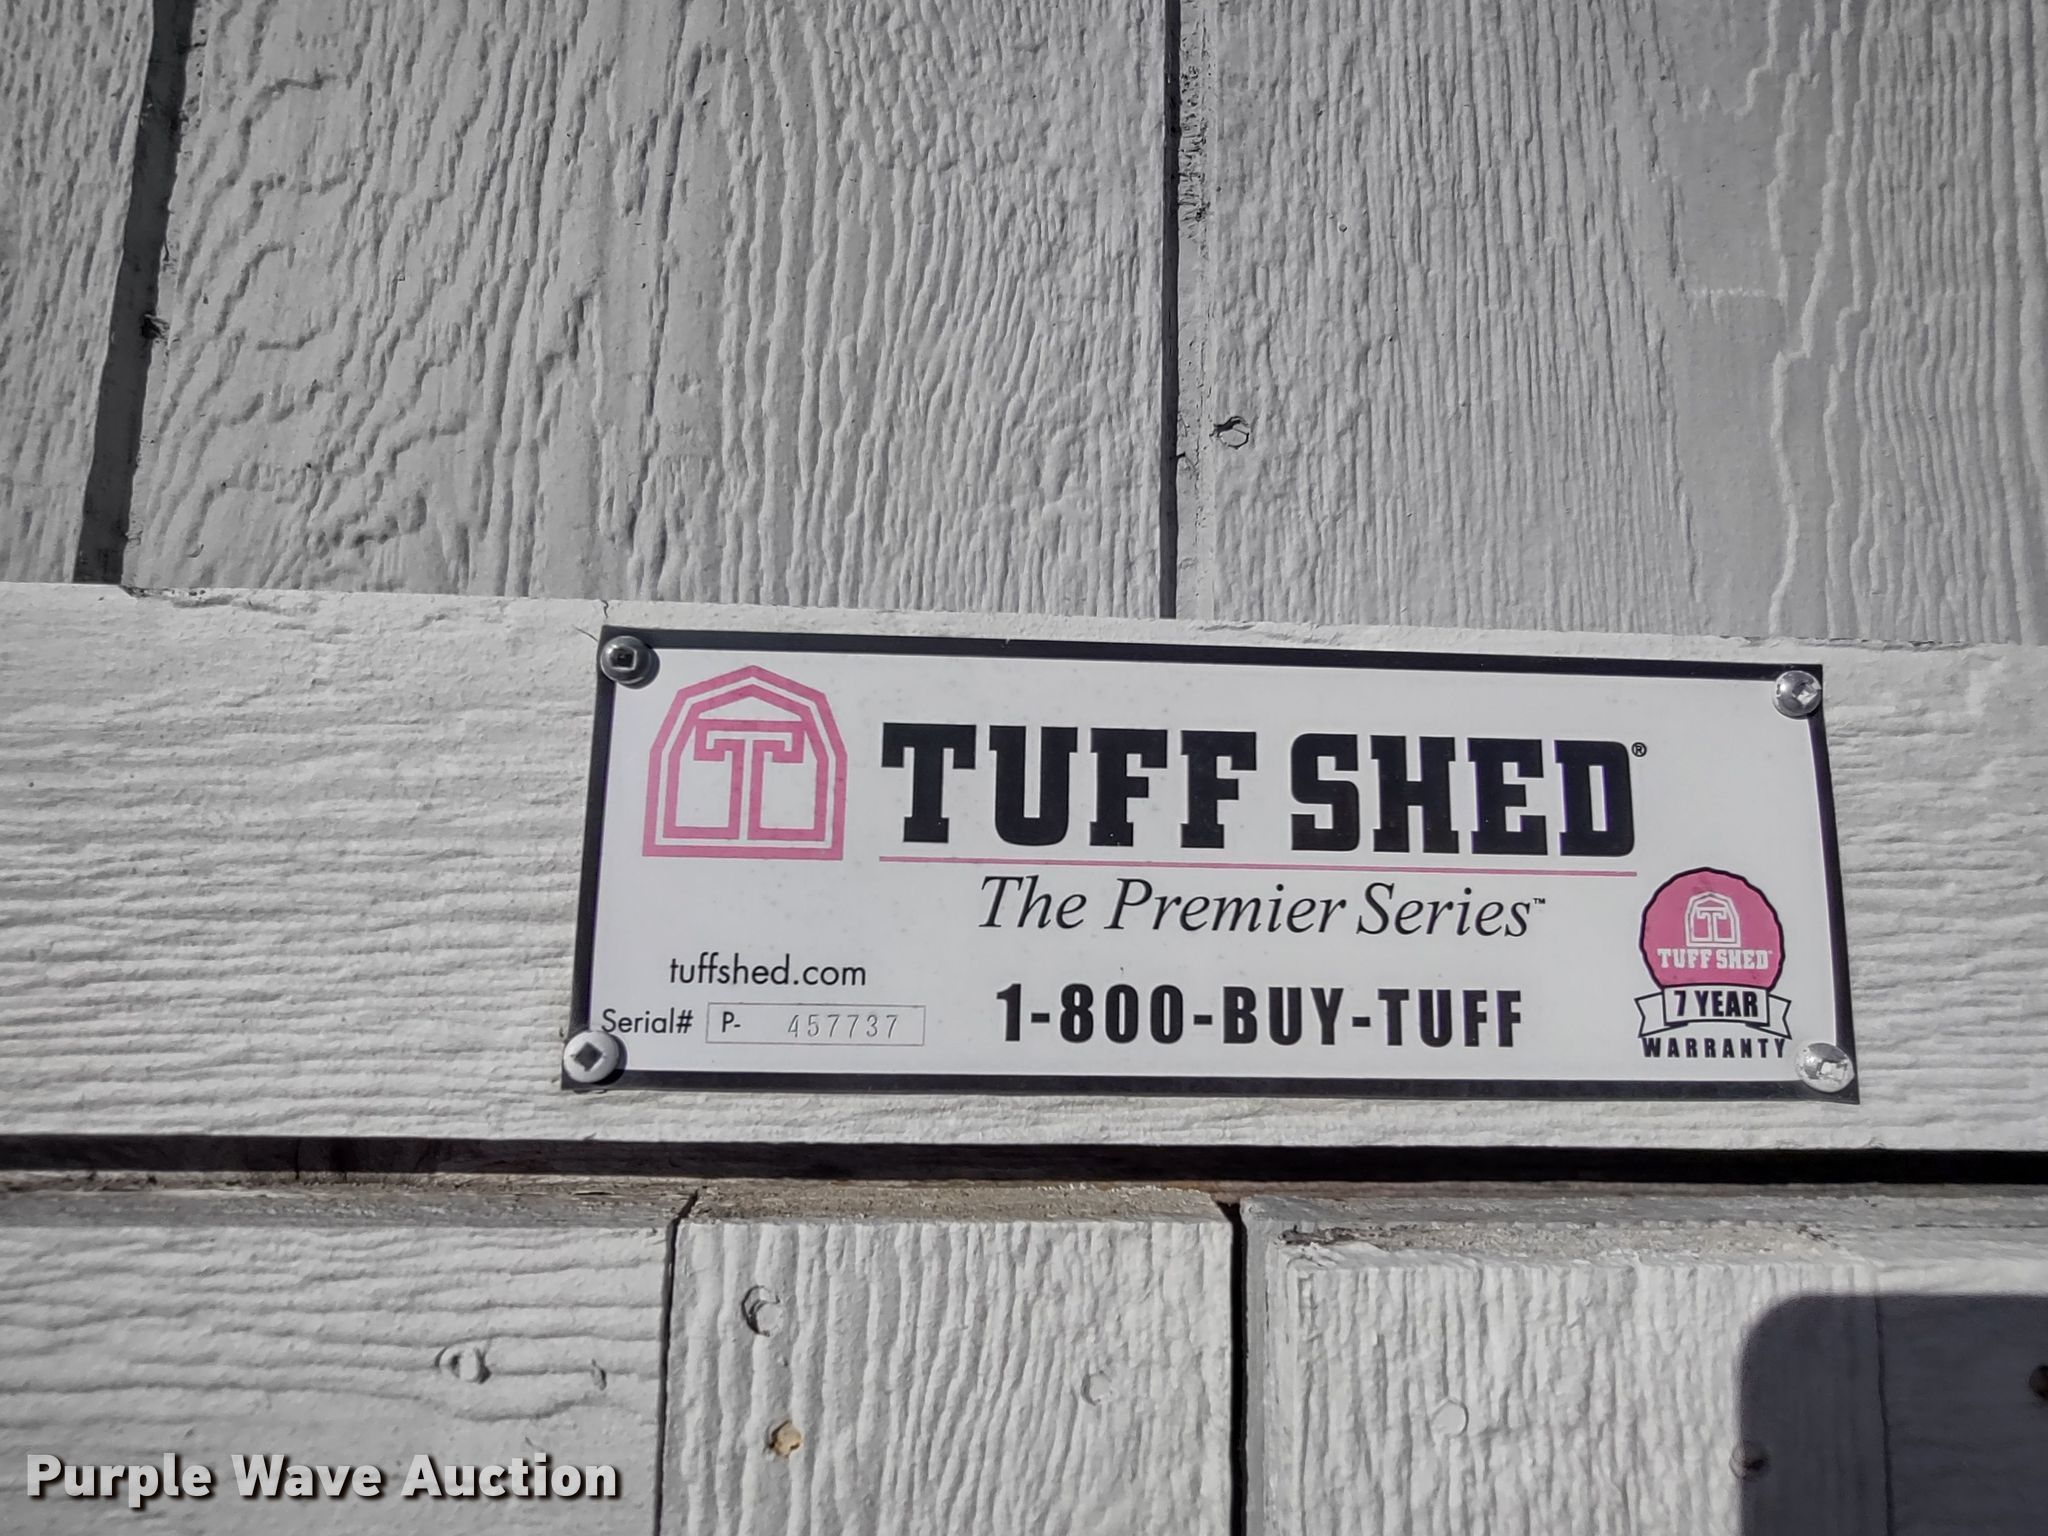 TUFF SHED®
The Premier Series™
tuffshed.com
Serial# P- 457737
1-800-BUY-TUFF
T
TUFF SHED
7 YEAR
WARRANTY
Purple Wave Auction